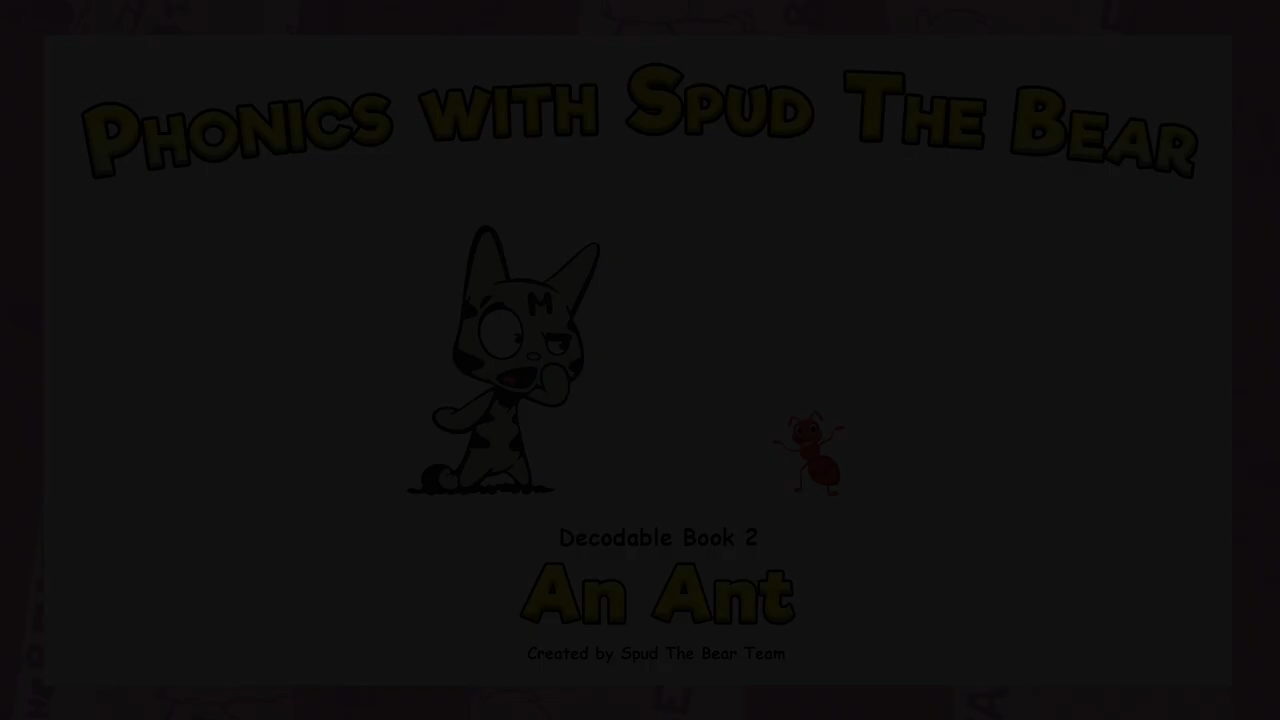 Phonics with Spud The Bear
M
Decodable Book 2
An Ant
Created by Spud The Bear Team